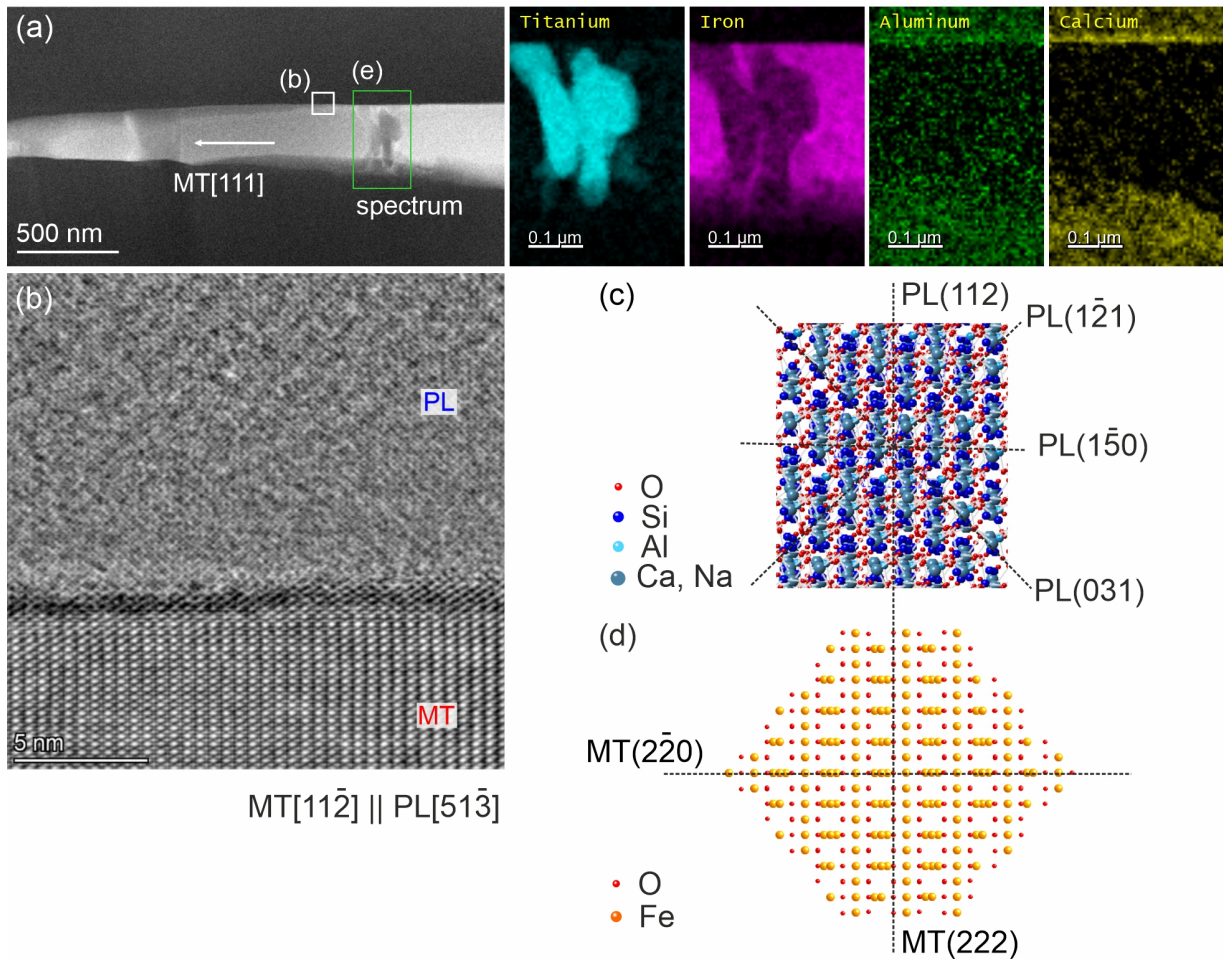 (a)
(b)
(e)
MT[111]
spectrum
500 nm
Titanium
0.1 µm
Iron
0.1 µm
Aluminum
0.1 µm
Calcium
0.1 µm
(b)
PL
MT
5 nm
MT[112̄] || PL[513̄]
(c)
PL(112)
PL(12̄1)
PL(15̄0)
PL(031)
O
Si
Al
Ca, Na
(d)
MT(22̄0)
O
Fe
MT(222)